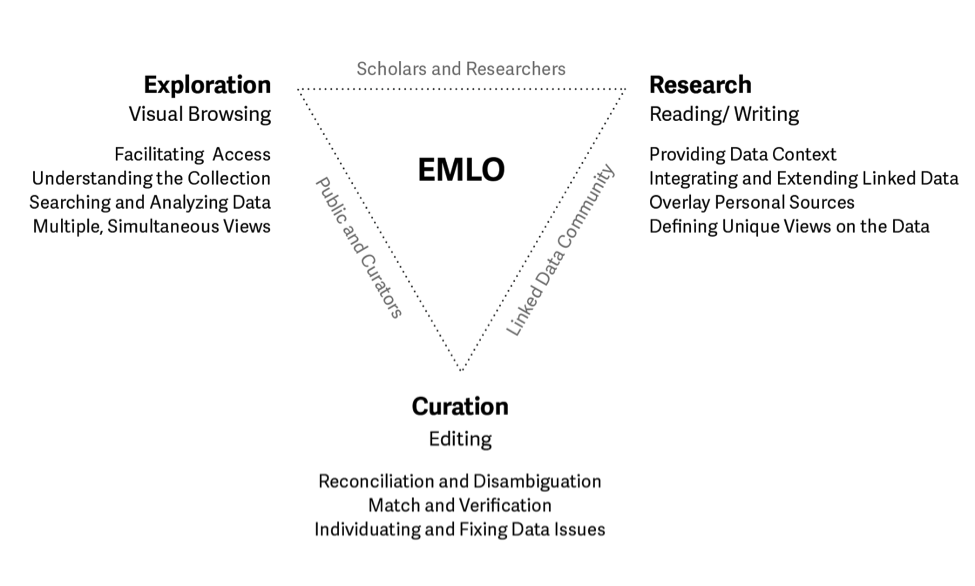 Scholars and Researchers
Exploration
Visual Browsing
Facilitating Access
Understanding the Collection
Searching and Analyzing Data
Multiple, Simultaneous Views
EMLO
Public and Curators
Linked Data Community
Research
Reading/ Writing
Providing Data Context
Integrating and Extending Linked Data
Overlay Personal Sources
Defining Unique Views on the Data
Curation
Editing
Reconciliation and Disambiguation
Match and Verification
Individuating and Fixing Data Issues